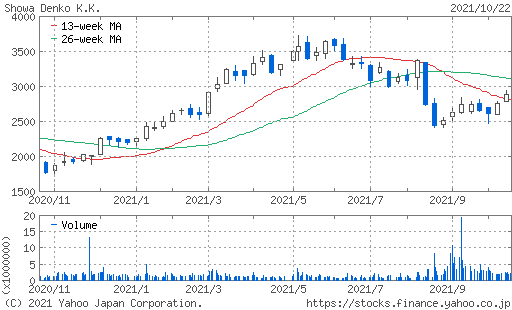 Showa Denko K.K. 2021/10/22
4000
13-week MA
26-week MA
3500
3000
2500
2000
1500
2020/11 2021/1 2021/3 2021/5 2021/7 2021/9
20
Volume
15
10
5
0
(x1000000)
2020/11 2021/1 2021/3 2021/5 2021/7 2021/9
(C) 2021 Yahoo Japan Corporation. https://stocks.finance.yahoo.co.jp/